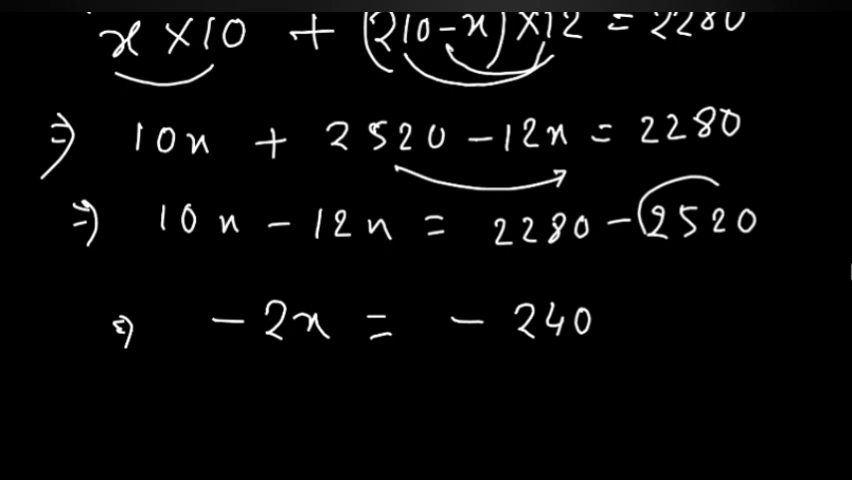 x × 10 + (210 - x) × 12 = 2280
⇒ 10x + 2520 - 12x = 2280
⇒ 10x - 12x = 2280 - 2520
⇒ - 2x = - 240